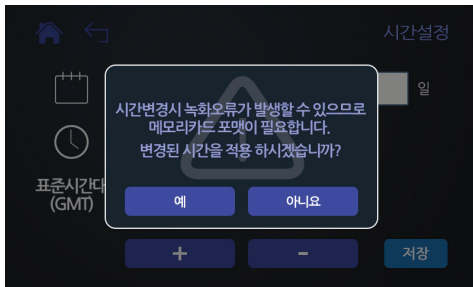 시간설정
일
시간변경시 녹화오류가 발생할 수 있으므로
메모리카드 포맷이 필요합니다.
변경된 시간을 적용 하시겠습니까?
표준시간대
(GMT)
예 아니요
+ - 저장